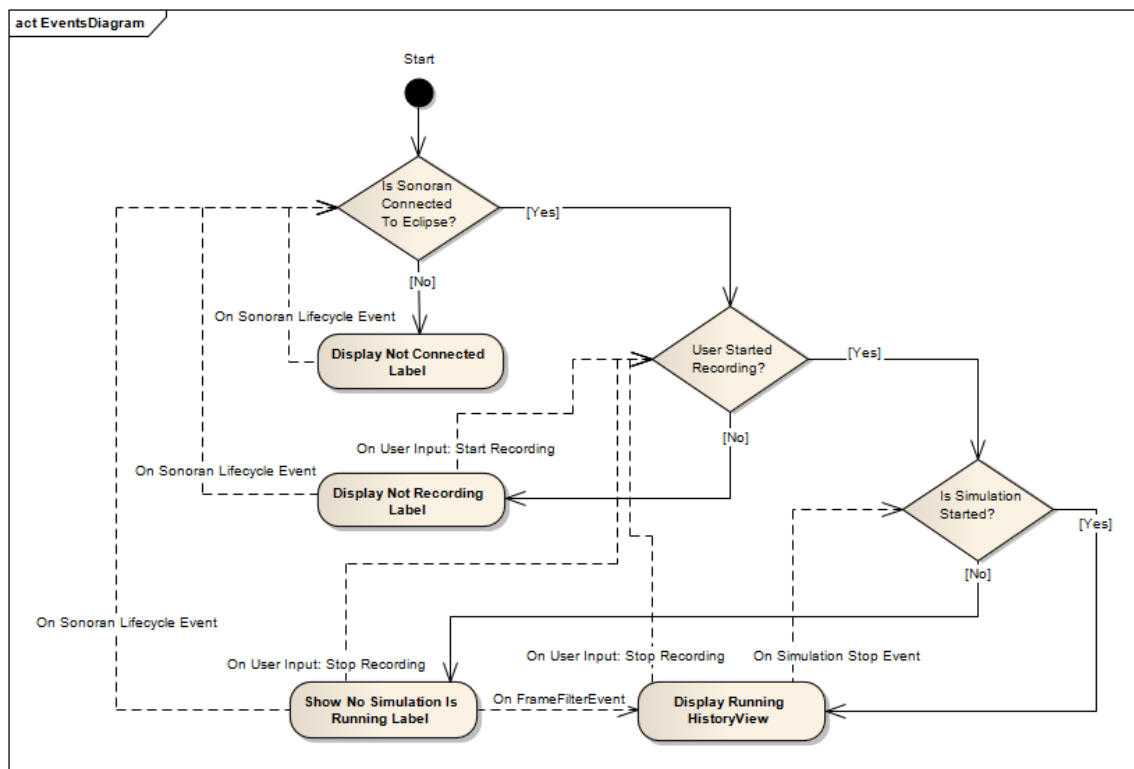 act EventsDiagram
Start
Is Sonoran
Connected
To Eclipse?
[Yes]
[No]
On Sonoran Lifecycle Event
Display Not Connected
Label
User Started
Recording?
[Yes]
[No]
On User Input: Start Recording
On Sonoran Lifecycle Event
Display Not Recording
Label
Is Simulation
Started?
[Yes]
[No]
On Sonoran Lifecycle Event
On User Input: Stop Recording
On User Input: Stop Recording
On Simulation Stop Event
Show No Simulation Is
Running Label
On FrameFilterEvent
Display Running
HistoryView